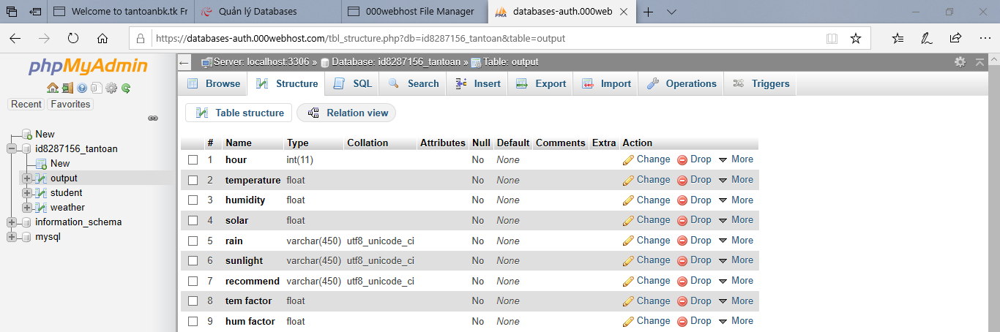 Welcome to tantoanbk.tk Fr
Quản lý Databases
000webhost File Manager
databases-auth.000web
https://databases-auth.000webhost.com/tbl_structure.php?db=id8287156_tantoan&table=output
phpMyAdmin
Recent Favorites
New
id8287156_tantoan
New
output
student
weather
information_schema
mysql
Server: localhost:3306 » Database: id8287156_tantoan » Table: output
Browse Structure SQL Search Insert Export Import Operations Triggers
Table structure Relation view
# Name Type Collation Attributes Null Default Comments Extra Action
1 hour int(11) No None Change Drop More
2 temperature float No None Change Drop More
3 humidity float No None Change Drop More
4 solar float No None Change Drop More
5 rain varchar(450) utf8_unicode_ci No None Change Drop More
6 sunlight varchar(450) utf8_unicode_ci No None Change Drop More
7 recommend varchar(450) utf8_unicode_ci No None Change Drop More
8 tem factor float No None Change Drop More
9 hum factor float No None Change Drop More